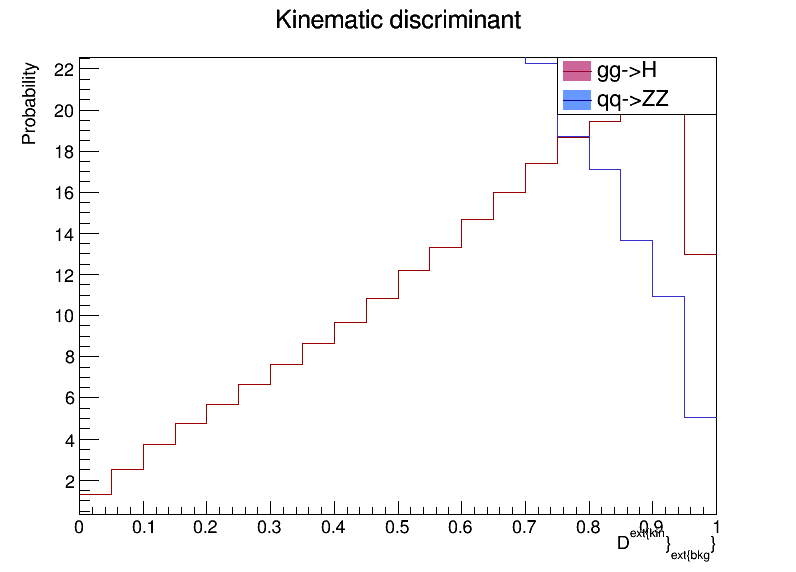 Kinematic discriminant
Probability
gg->H
qq->ZZ
22
20
18
16
14
12
10
8
6
4
2
0 0.1 0.2 0.3 0.4 0.5 0.6 0.7 0.8 0.9 1
D^ext{kin}_ext{bkg}}